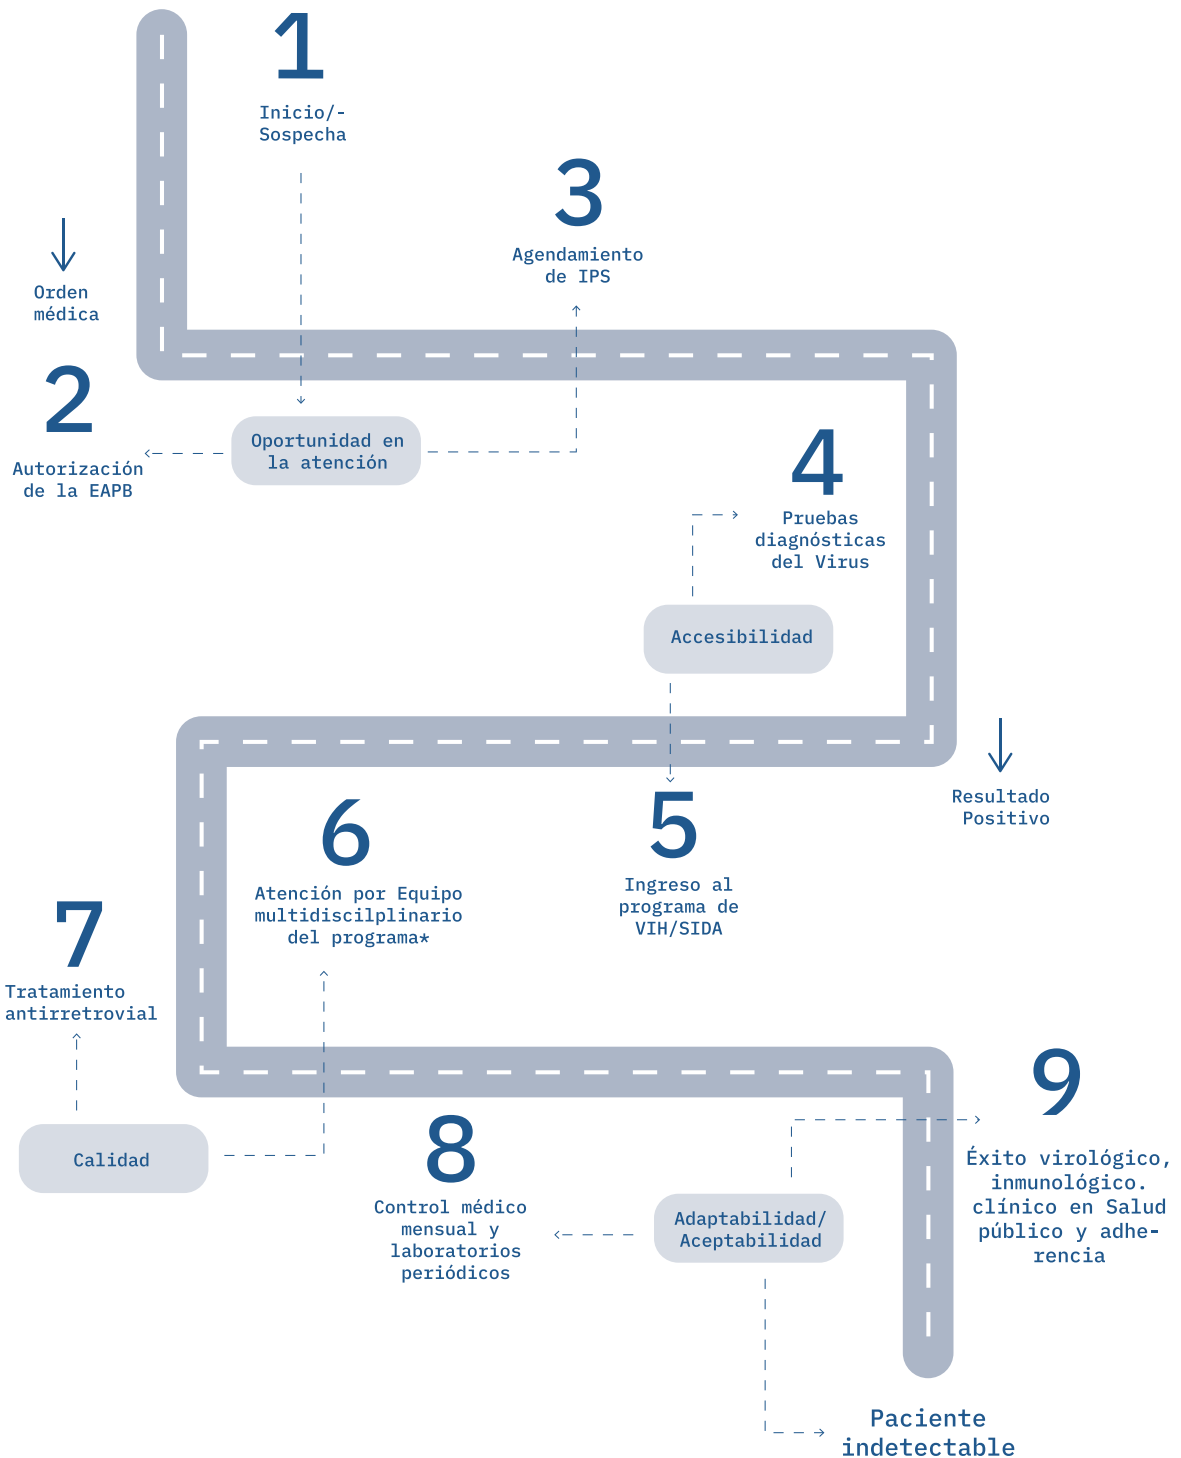 1
Inicio/-
Sospecha
Orden
médica
2
Autorización
de la EAPB
Oportunidad en
la atención
3
Agendamiento
de IPS
4
Pruebas
diagnósticas
del Virus
Accesibilidad
Resultado
Positivo
5
Ingreso al
programa de
VIH/SIDA
6
Atención por Equipo
multidiscilplinario
del programa*
7
Tratamiento
antirretrovial
Calidad
8
Control médico
mensual y
laboratorios
periódicos
Adaptabilidad/
Aceptabilidad
9
Éxito virológico,
inmunológico.
clínico en Salud
público y adhe-
rencia
Paciente
indetectable